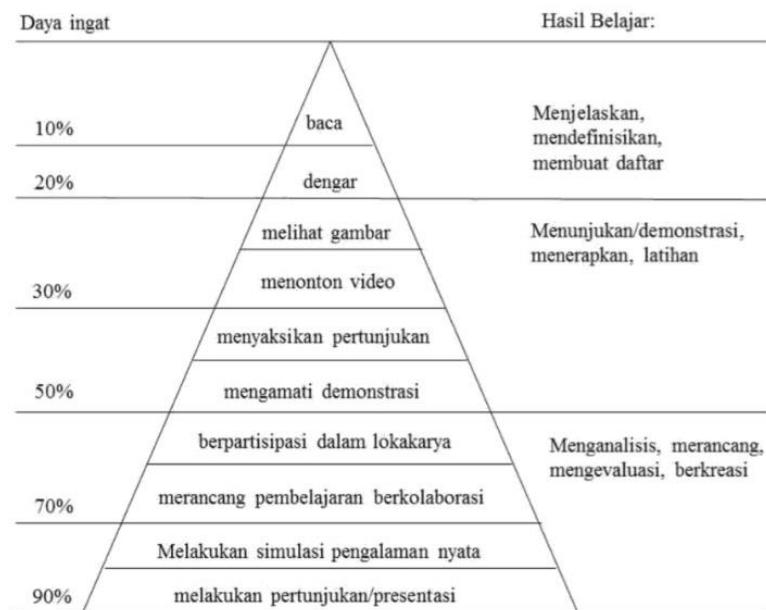 Daya ingat
Hasil Belajar:
10%
baca
Menjelaskan,
mendefinisikan,
membuat daftar
20%
dengar
melihat gambar
Menunjukan/demonstrasi,
menerapkan, latihan
30%
menonton video
menyaksikan pertunjukan
50%
mengamati demonstrasi
berpartisipasi dalam lokakarya
Menganalisis, merancang,
mengevaluasi, berkreasi
70%
merancang pembelajaran berkolaborasi
Melakukan simulasi pengalaman nyata
90%
melakukan pertunjukan/presentasi